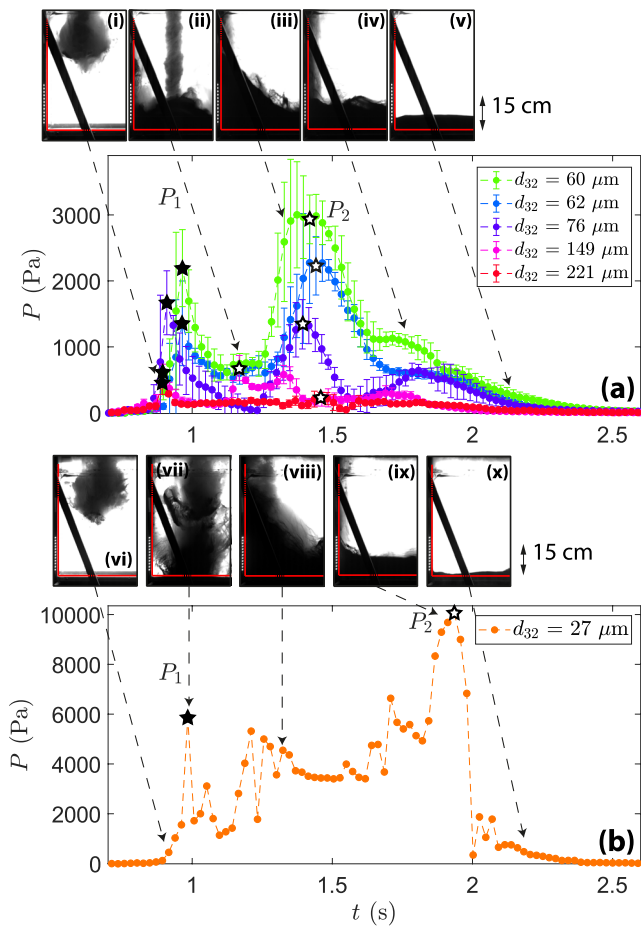 (i) (ii) (iii) (iv) (v)
15 cm
P₁
P₂
d₃₂ = 60 μm
d₃₂ = 62 μm
d₃₂ = 76 μm
d₃₂ = 149 μm
d₃₂ = 221 μm
3000
2000
1000
0
P (Pa)
(a)
1 1.5 2 2.5
(vi) (vii) (viii) (ix) (x)
15 cm
P₁
P₂
d₃₂ = 27 μm
10000
8000
6000
4000
2000
0
P (Pa)
(b)
1 1.5 2 2.5
t (s)